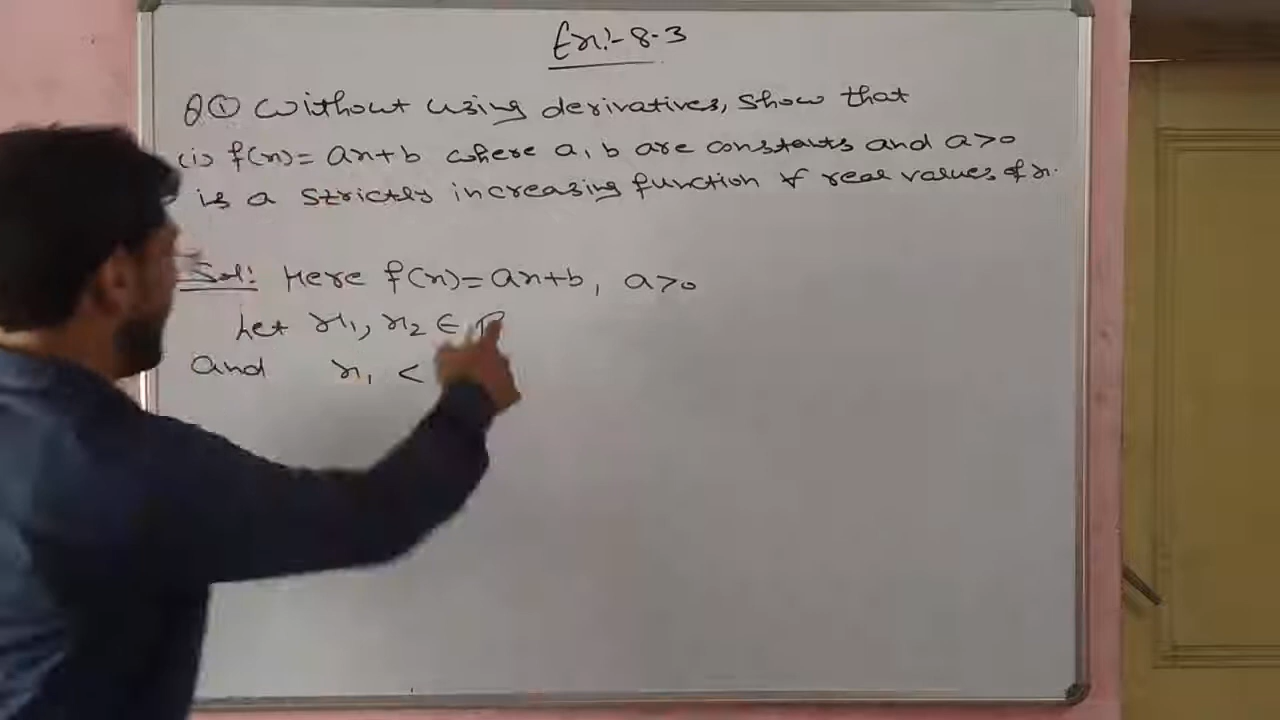 Ex:- 8.3
Q① Without using derivatives, show that
(i) f(x)= ax+b where a, b are constants and a>0
is a strictly increasing function ∀ real values of x.
Sol: Here f(x)= ax+b, a>0
Let x₁, x₂ ∈ R
and x₁ <